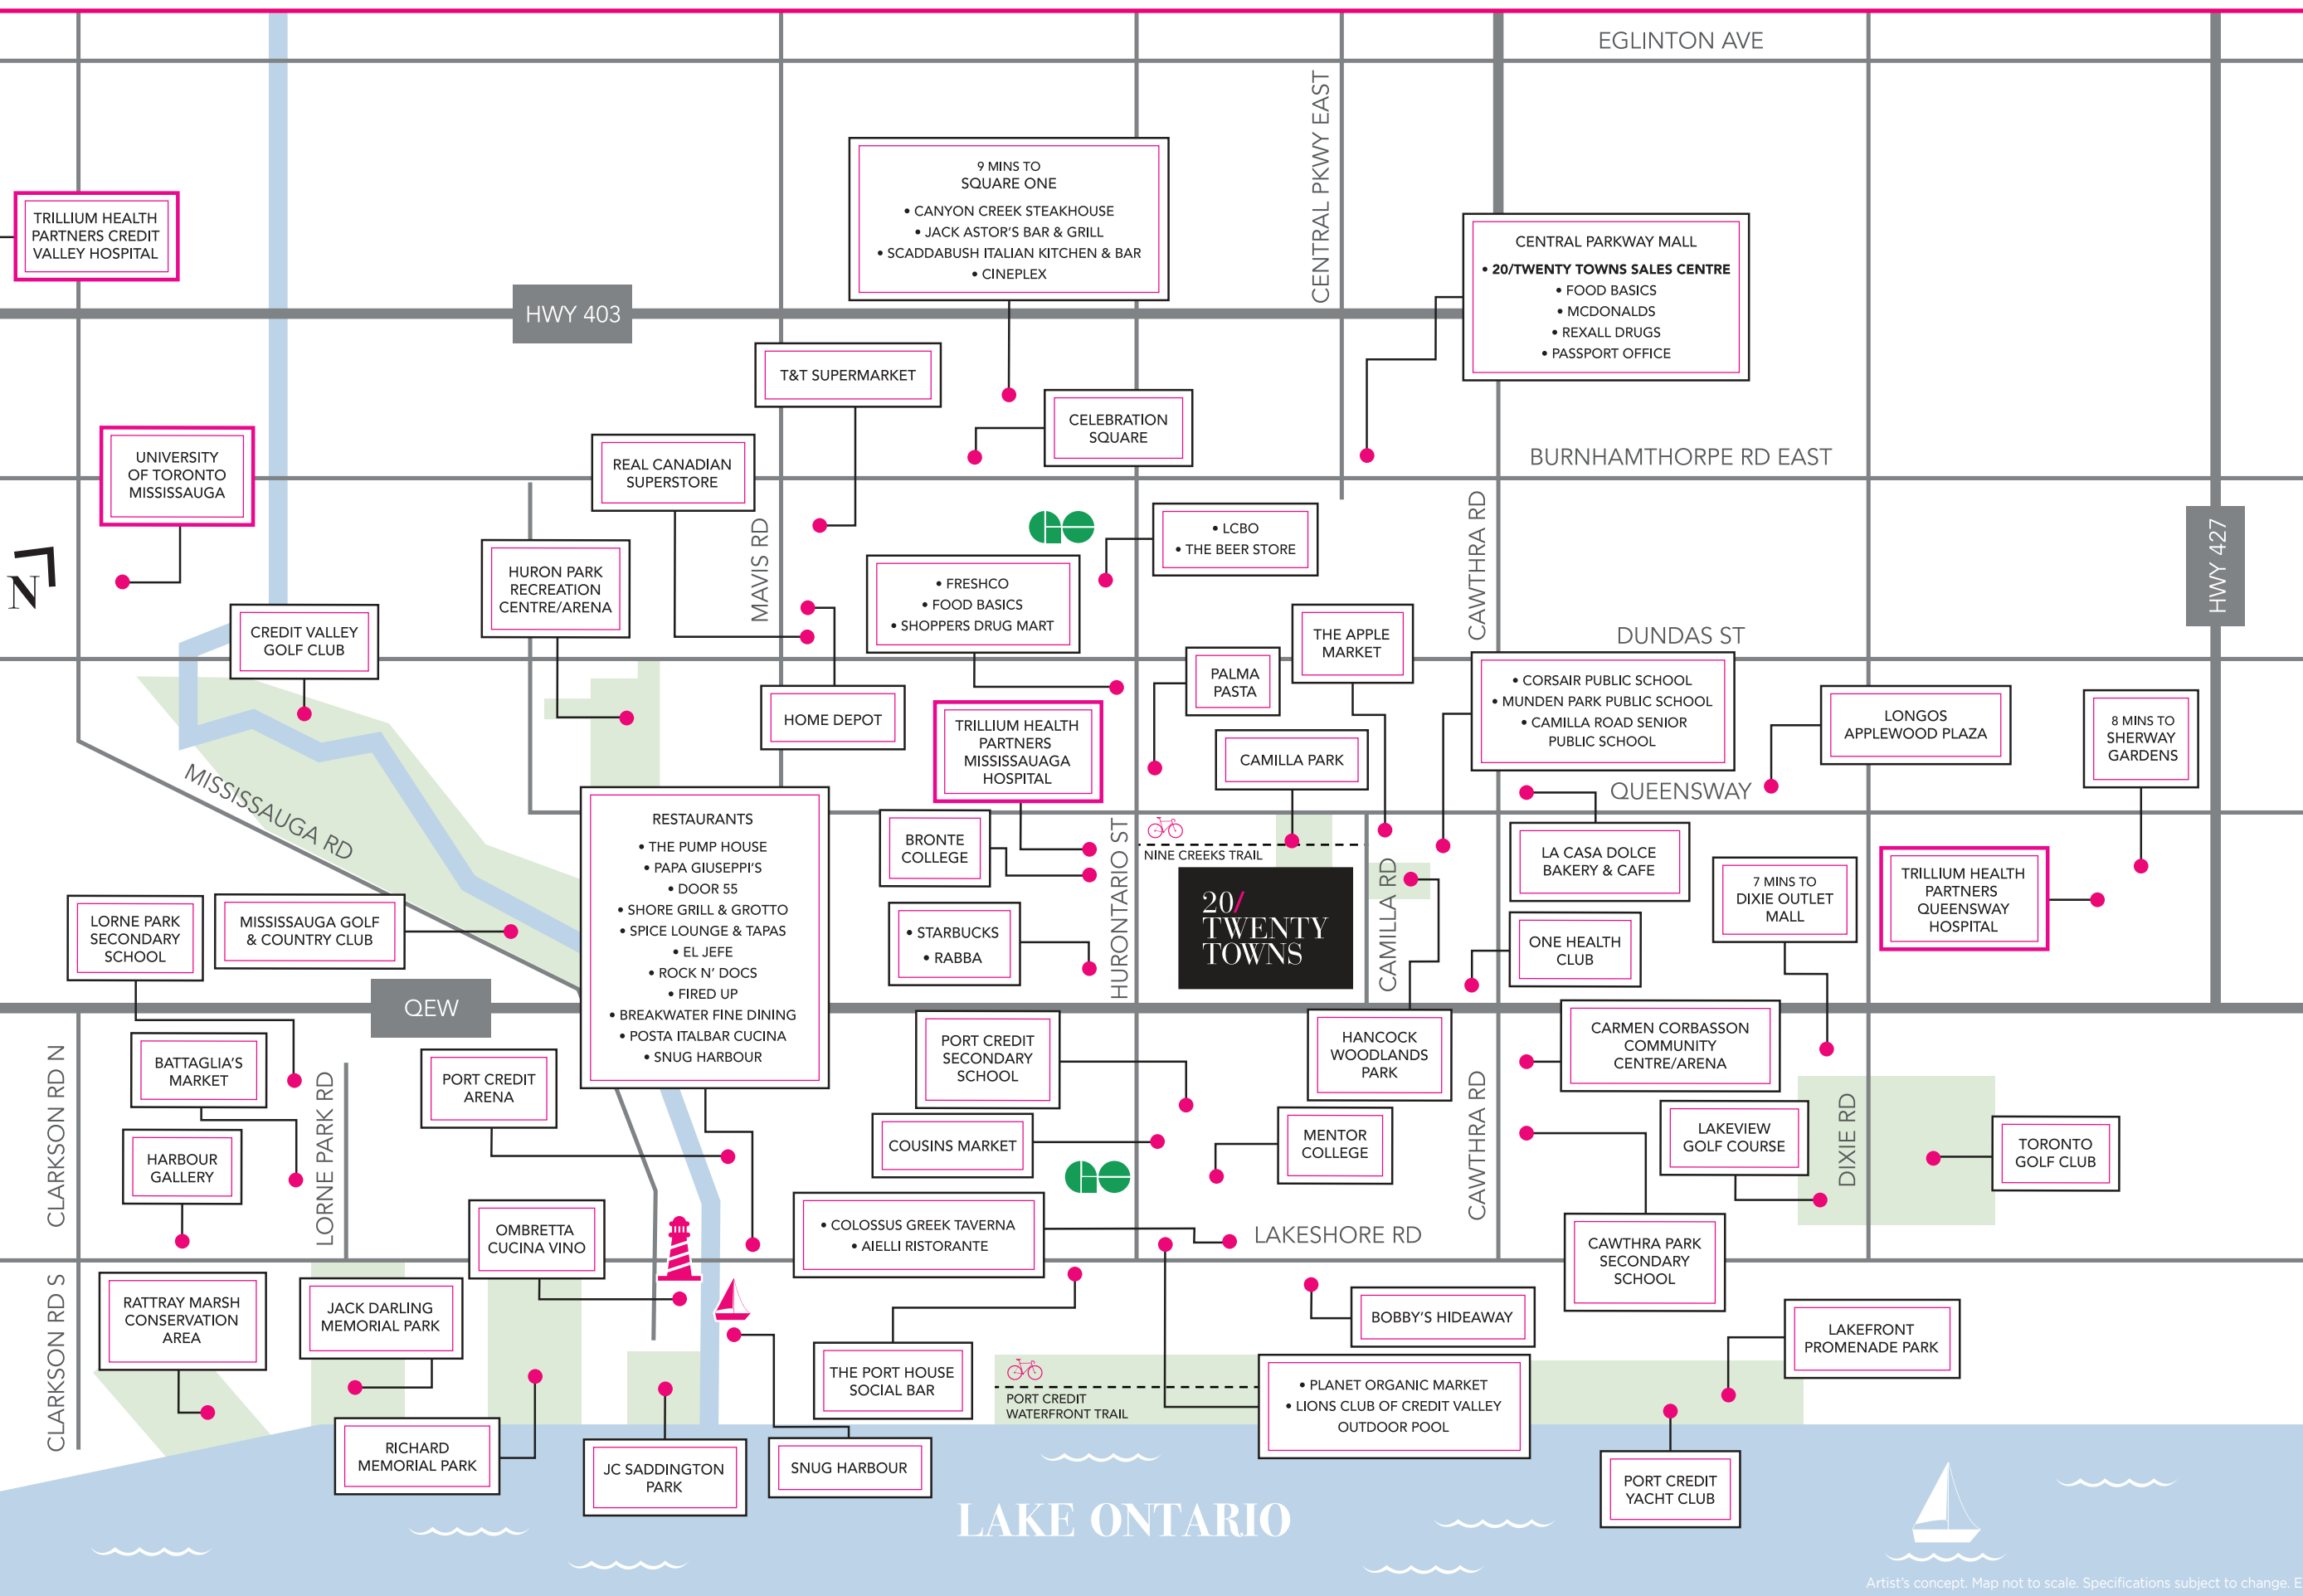 EGLINTON AVE
CENTRAL PKWY EAST
9 MINS TO
SQUARE ONE
• CANYON CREEK STEAKHOUSE
• JACK ASTOR'S BAR & GRILL
• SCADDABUSH ITALIAN KITCHEN & BAR
• CINEPLEX
TRILLIUM HEALTH
PARTNERS CREDIT
VALLEY HOSPITAL
CENTRAL PARKWAY MALL
• 20/TWENTY TOWNS SALES CENTRE
• FOOD BASICS
• MCDONALDS
• REXALL DRUGS
• PASSPORT OFFICE
HWY 403
T&T SUPERMARKET
CELEBRATION
SQUARE
UNIVERSITY
OF TORONTO
MISSISSAUGA
REAL CANADIAN
SUPERSTORE
BURNHAMTHORPE RD EAST
MAVIS RD
GO
• LCBO
• THE BEER STORE
CAWTHRA RD
HWY 427
N
HURON PARK
RECREATION
CENTRE/ARENA
• FRESHCO
• FOOD BASICS
• SHOPPERS DRUG MART
CREDIT VALLEY
GOLF CLUB
THE APPLE
MARKET
DUNDAS ST
PALMA
PASTA
• CORSAIR PUBLIC SCHOOL
• MUNDEN PARK PUBLIC SCHOOL
• CAMILLA ROAD SENIOR
PUBLIC SCHOOL
HOME DEPOT
TRILLIUM HEALTH
PARTNERS
MISSISSAUAGA
HOSPITAL
LONGOS
APPLEWOOD PLAZA
8 MINS TO
SHERWAY
GARDENS
CAMILLA PARK
QUEENSWAY
MISSISSAUGA RD
RESTAURANTS
• THE PUMP HOUSE
• PAPA GIUSEPPI'S
• DOOR 55
• SHORE GRILL & GROTTO
• SPICE LOUNGE & TAPAS
• EL JEFE
• ROCK N' DOCS
• FIRED UP
• BREAKWATER FINE DINING
• POSTA ITALBAR CUCINA
• SNUG HARBOUR
BRONTE
COLLEGE
HURONTARIO ST
NINE CREEKS TRAIL
LA CASA DOLCE
BAKERY & CAFE
7 MINS TO
DIXIE OUTLET
MALL
TRILLIUM HEALTH
PARTNERS
QUEENSWAY
HOSPITAL
20/
TWENTY
TOWNS
CAMILLA RD
LORNE PARK
SECONDARY
SCHOOL
MISSISSAUGA GOLF
& COUNTRY CLUB
• STARBUCKS
• RABBA
ONE HEALTH
CLUB
QEW
BATTAGLIA'S
MARKET
PORT CREDIT
ARENA
PORT CREDIT
SECONDARY
SCHOOL
HANCOCK
WOODLANDS
PARK
CARMEN CORBASSON
COMMUNITY
CENTRE/ARENA
CLARKSON RD N
LORNE PARK RD
CAWTHRA RD
DIXIE RD
HARBOUR
GALLERY
COUSINS MARKET
MENTOR
COLLEGE
LAKEVIEW
GOLF COURSE
TORONTO
GOLF CLUB
GO
OMBRETTA
CUCINA VINO
• COLOSSUS GREEK TAVERNA
• AIELLI RISTORANTE
LAKESHORE RD
CAWTHRA PARK
SECONDARY
SCHOOL
CLARKSON RD S
RATTRAY MARSH
CONSERVATION
AREA
JACK DARLING
MEMORIAL PARK
BOBBY'S HIDEAWAY
LAKEFRONT
PROMENADE PARK
THE PORT HOUSE
SOCIAL BAR
PORT CREDIT
WATERFRONT TRAIL
• PLANET ORGANIC MARKET
• LIONS CLUB OF CREDIT VALLEY
OUTDOOR POOL
RICHARD
MEMORIAL PARK
JC SADDINGTON
PARK
SNUG HARBOUR
PORT CREDIT
YACHT CLUB
LAKE ONTARIO
Artist's concept. Map not to scale. Specifications subject to change. E